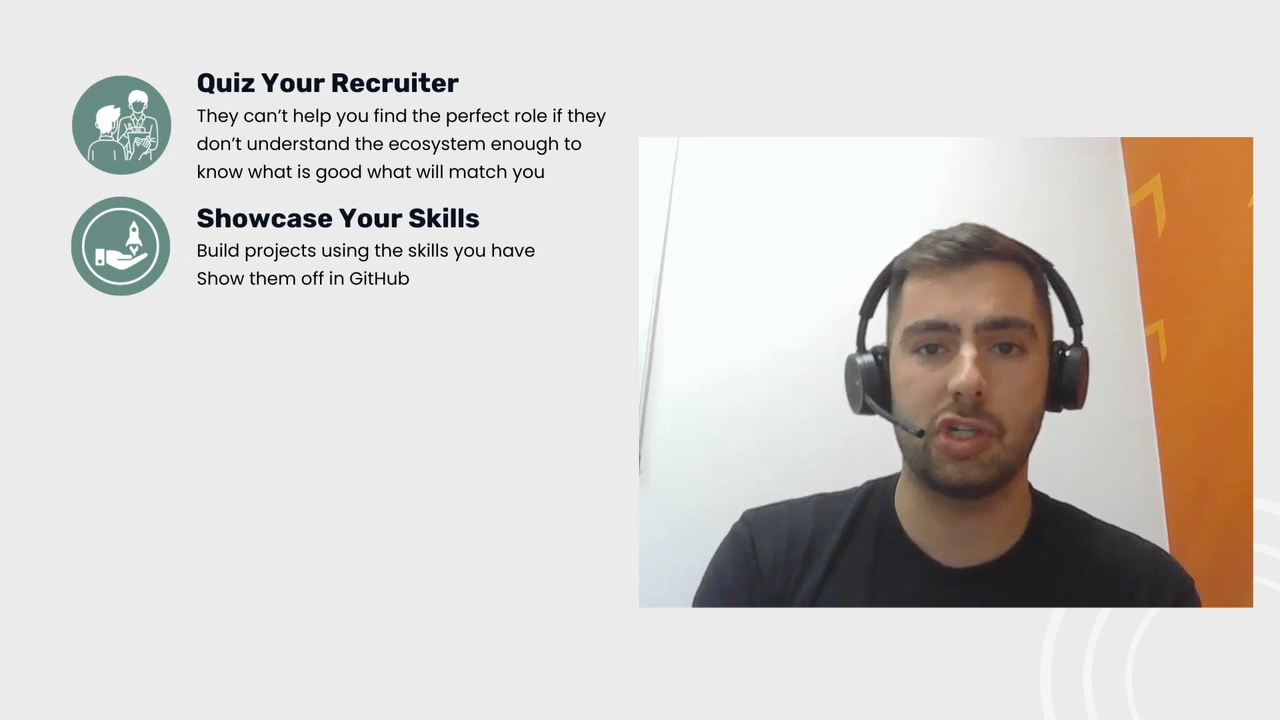 Quiz Your Recruiter
They can’t help you find the perfect role if they
don’t understand the ecosystem enough to
know what is good what will match you
Showcase Your Skills
Build projects using the skills you have
Show them off in GitHub